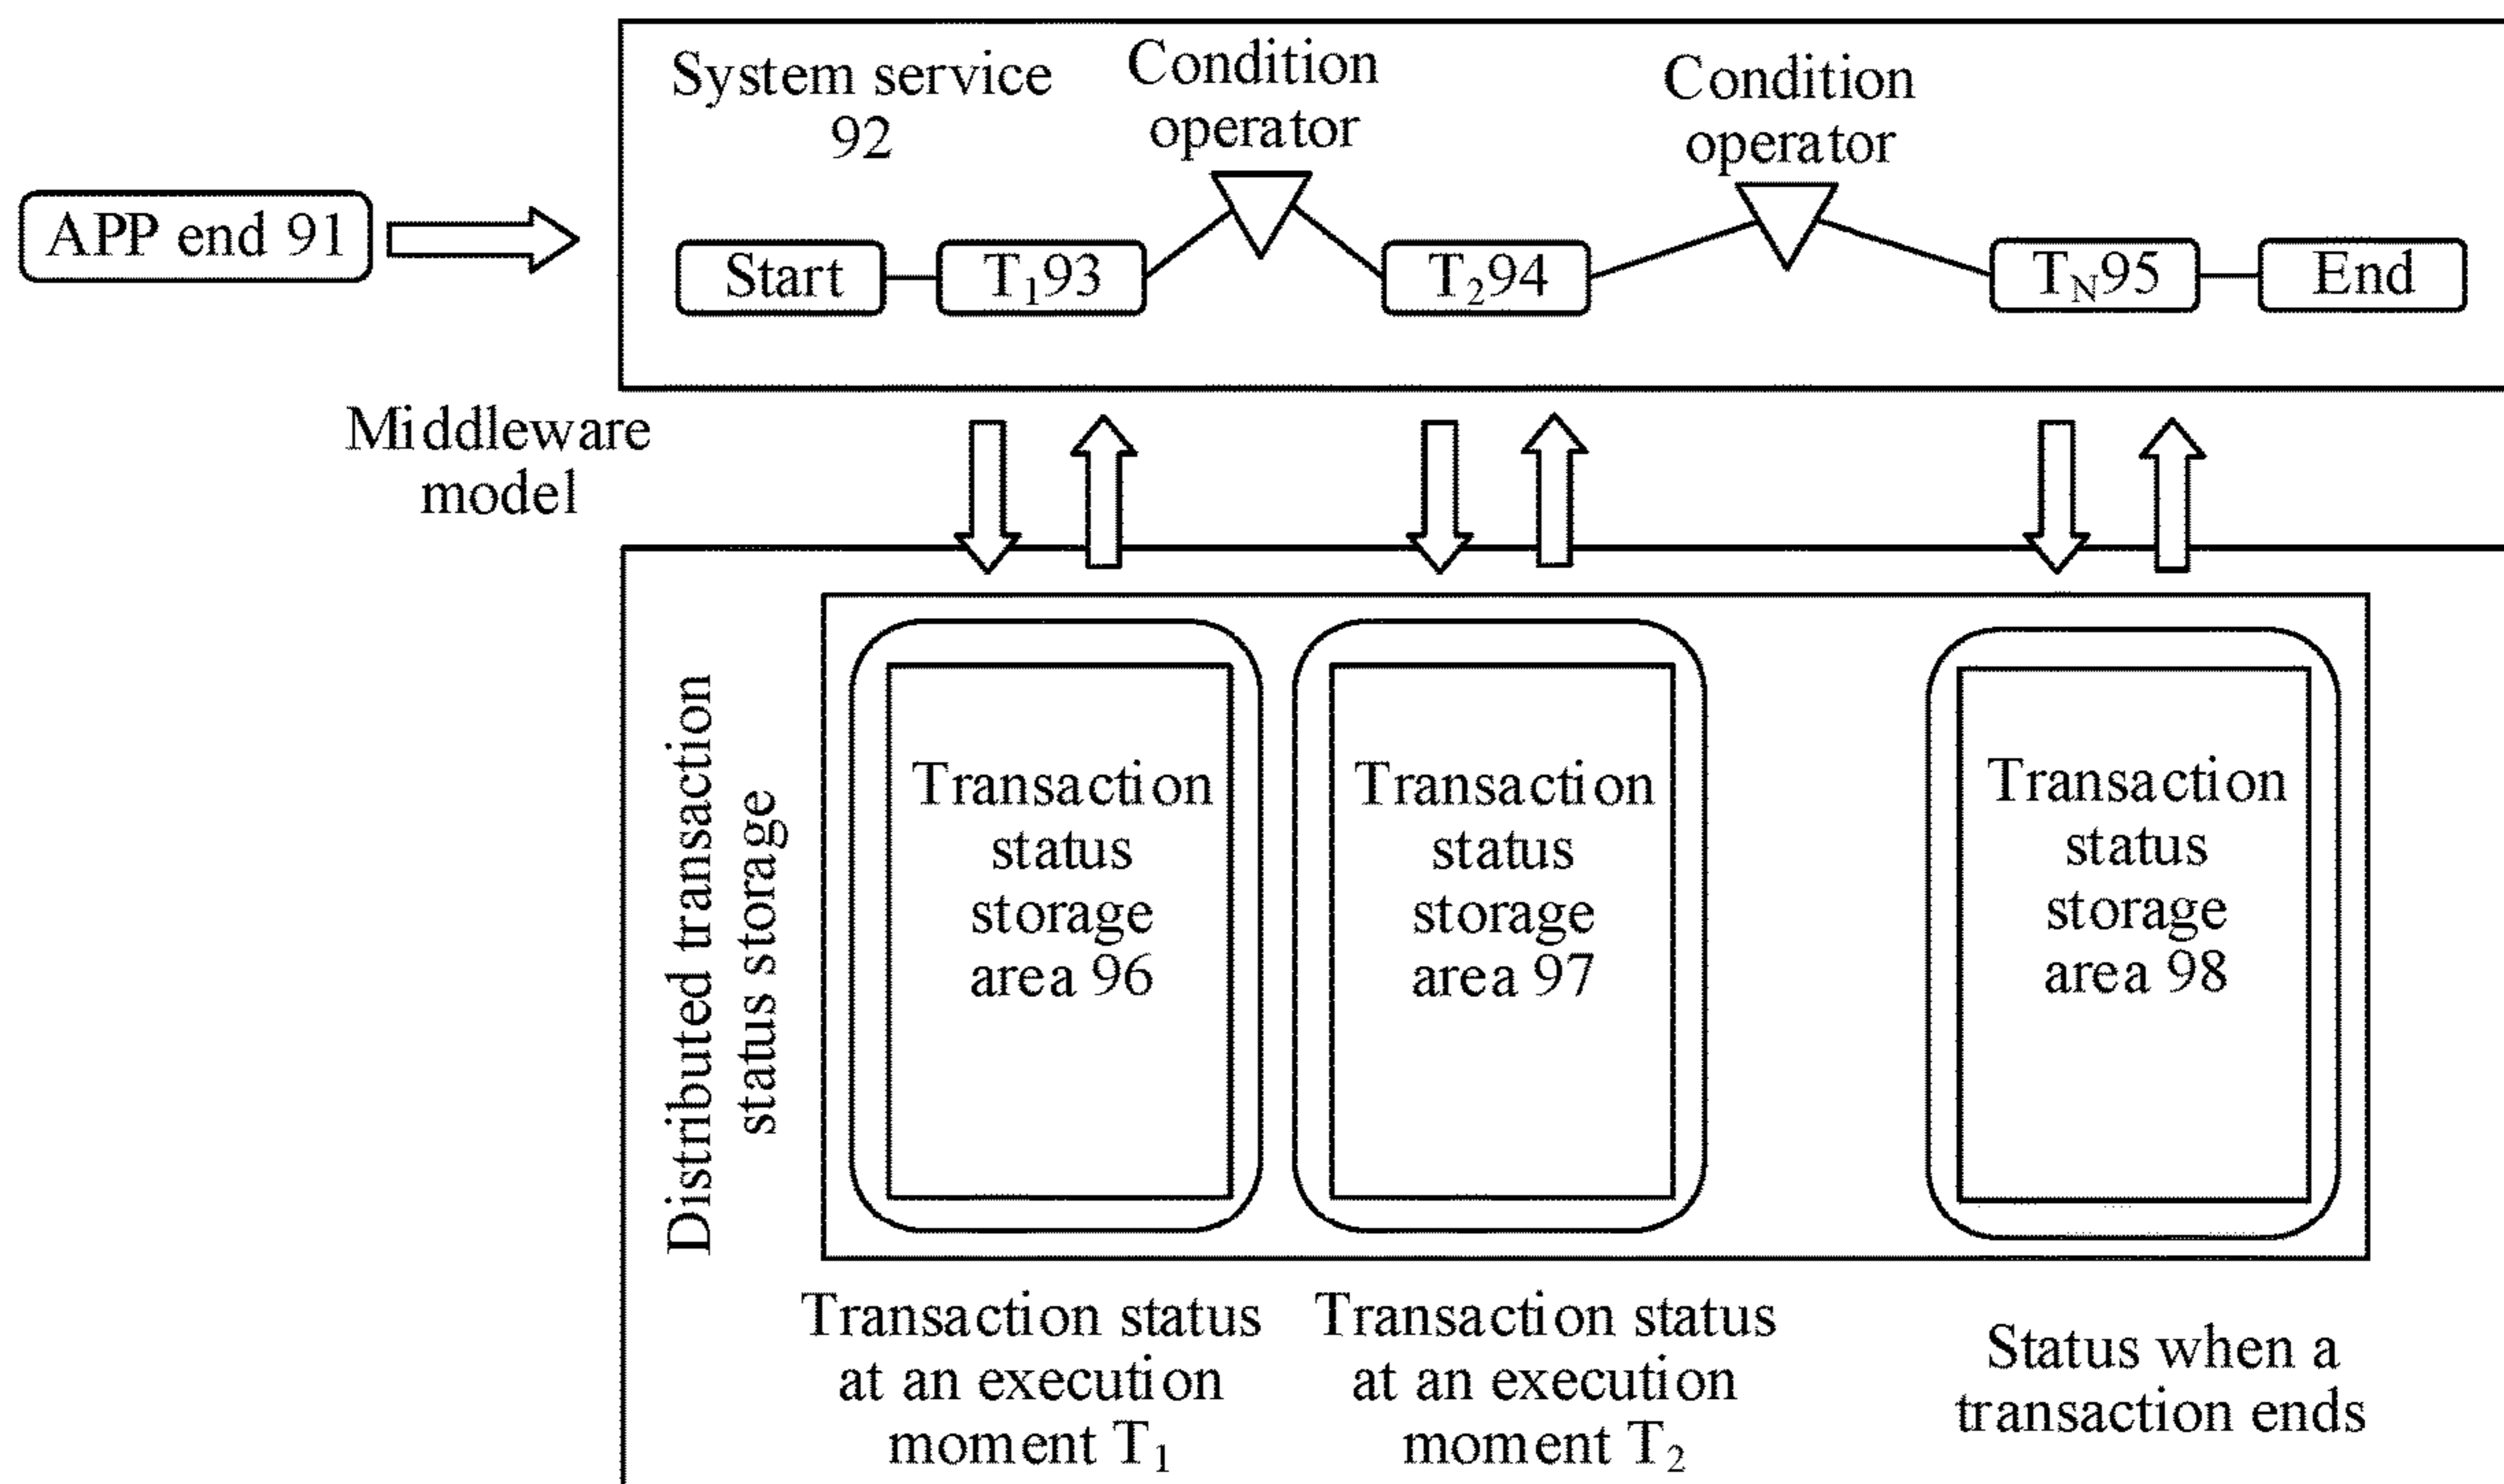 System service
92
Condition
operator
Condition
operator
APP end 91
Start
T₁93
T₂94
T_N95
End
Middleware
model
Distributed transaction
status storage
Transaction
status
storage
area 96
Transaction
status
storage
area 97
Transaction
status
storage
area 98
Transaction status
at an execution
moment T₁
Transaction status
at an execution
moment T₂
Status when a
transaction ends